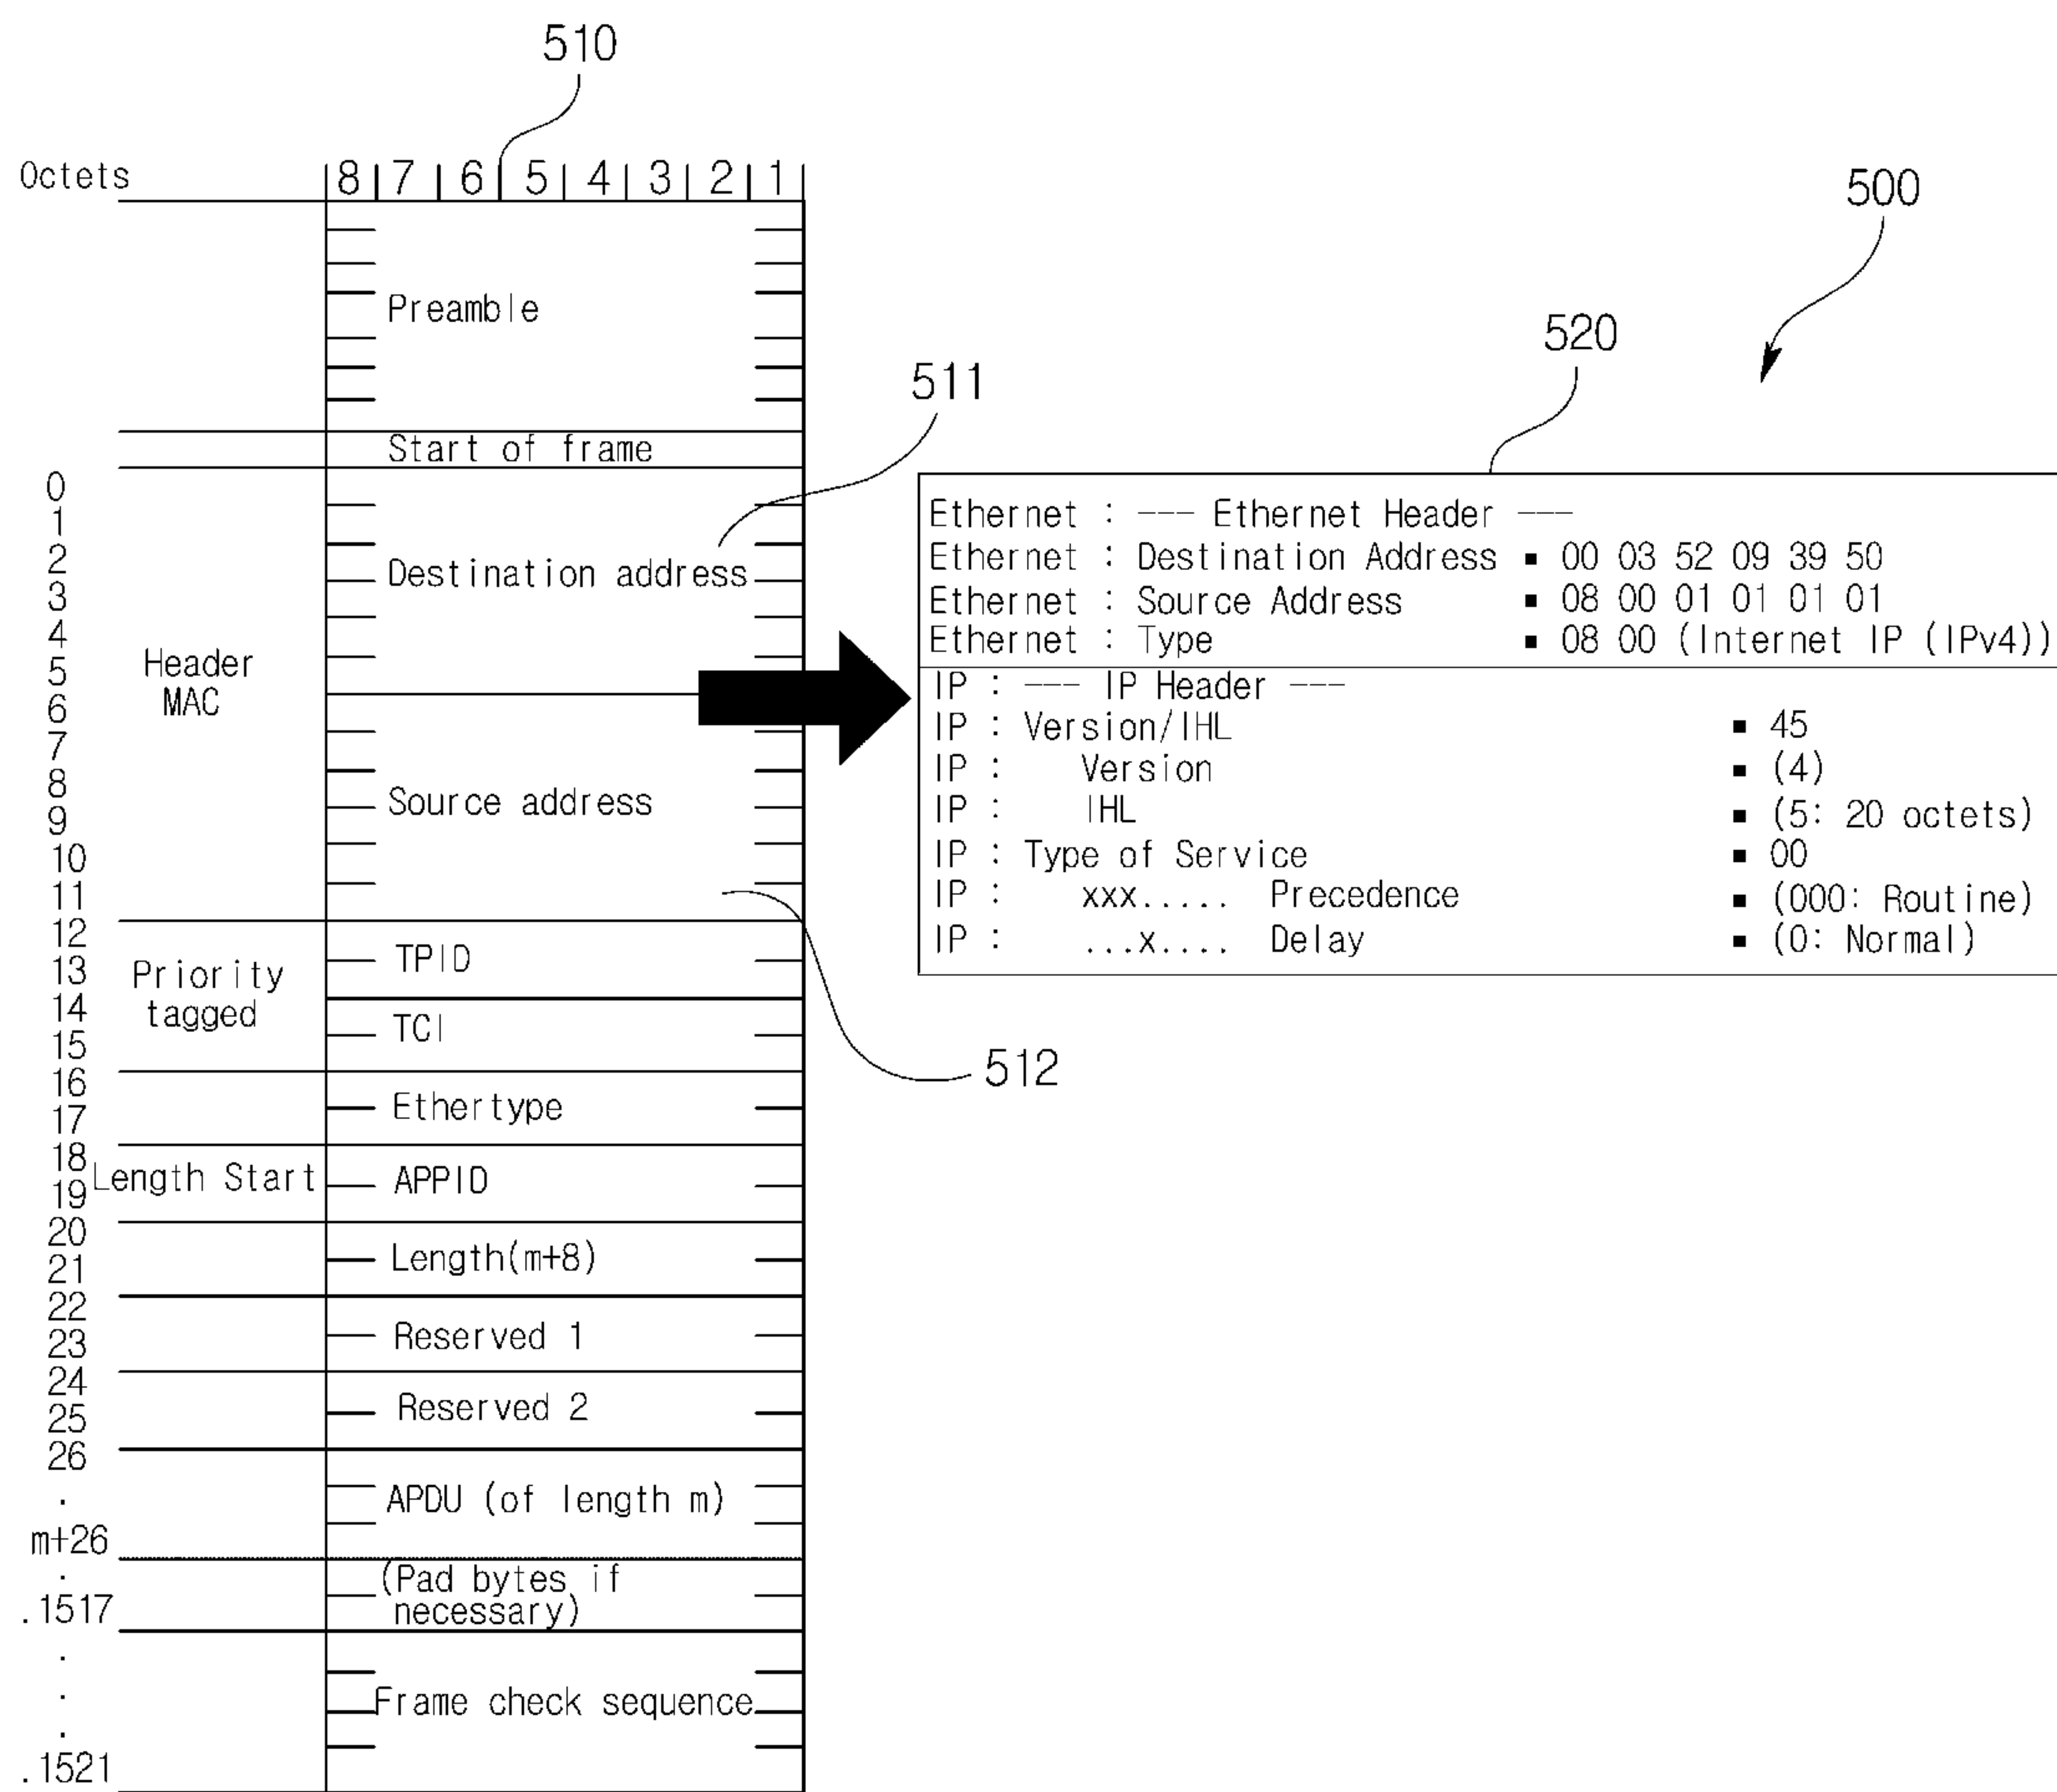 510
Octets 8 7 6 5 4 3 2 1
500
Preamble
520
511
Start of frame
0
1
2
3
4
5
6
7
8
9
10
11
Header
MAC
Destination address
Source address
12
13
14
15
Priority
tagged
TPID
TCI
512
16
17
Ethertype
18
19
Length Start
APPID
20
21
Length(m+8)
22
23
Reserved 1
24
25
Reserved 2
26
.
m+26
APDU (of length m)
.
.1517
(Pad bytes if
necessary)
.
.
.
.1521
Frame check sequence
Ethernet : --- Ethernet Header ---
Ethernet : Destination Address ▪ 00 03 52 09 39 50
Ethernet : Source Address ▪ 08 00 01 01 01 01
Ethernet : Type ▪ 08 00 (Internet IP (IPv4))
IP : --- IP Header ---
IP : Version/IHL ▪ 45
IP : Version ▪ (4)
IP : IHL ▪ (5: 20 octets)
IP : Type of Service ▪ 00
IP : xxx..... Precedence ▪ (000: Routine)
IP : ...x.... Delay ▪ (0: Normal)